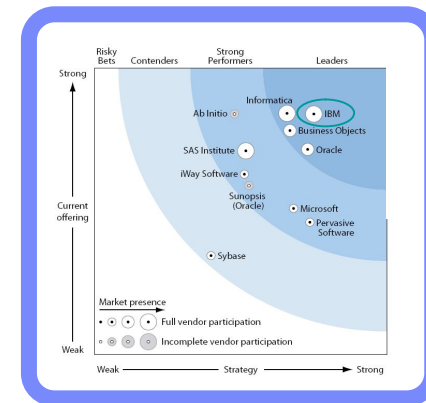 Risky
Bets
Contenders
Strong
Performers
Leaders
Strong
Informatica
IBM
Ab Initio
Business Objects
SAS Institute
Oracle
iWay Software
Sunopsis
(Oracle)
Current
offering
Microsoft
Pervasive
Software
Sybase
Market presence
Full vendor participation
Incomplete vendor participation
Weak
Weak
Strategy
Strong